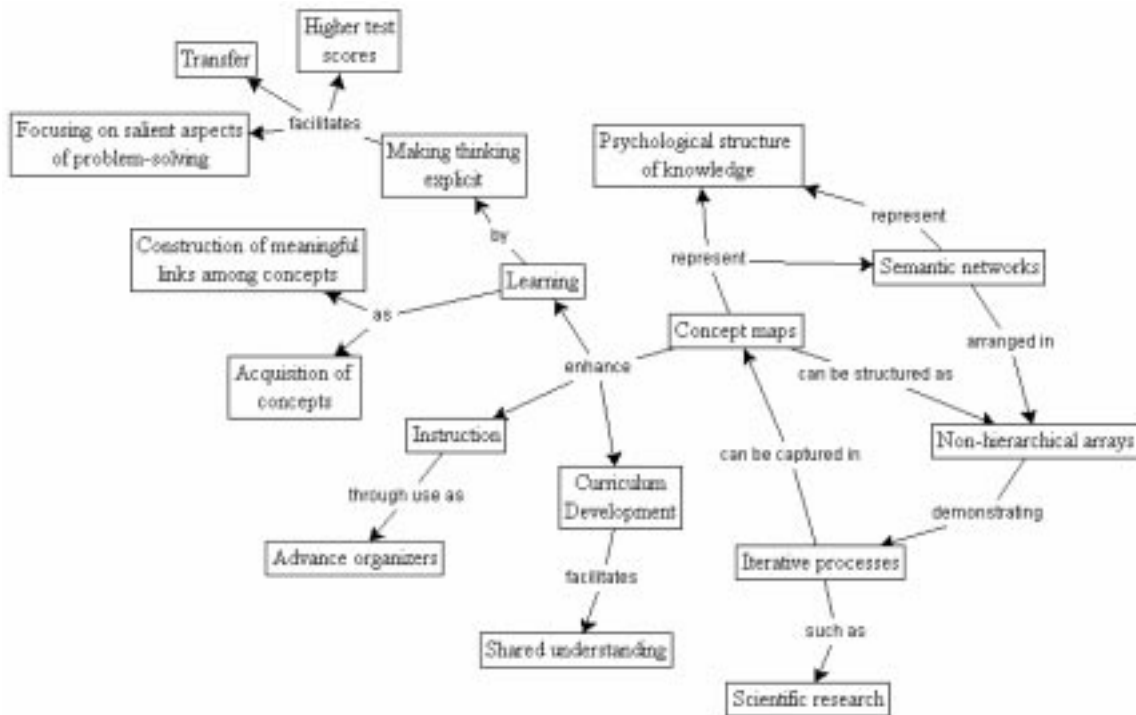 Higher test
scores
Transfer
facilitates
Focusing on salient aspects
of problem-solving
Making thinking
explicit
Psychological structure
of knowledge
represent
by
Construction of meaningful
links among concepts
represent
Semantic networks
Learning
as
Concept maps
arranged in
enhance
can be structured as
Acquisition of
concepts
Instruction
Non-hierarchical arrays
can be captured in
through use as
Curriculum
Development
demonstrating
Advance organizers
Iterative processes
facilitates
such as
Shared understanding
Scientific research